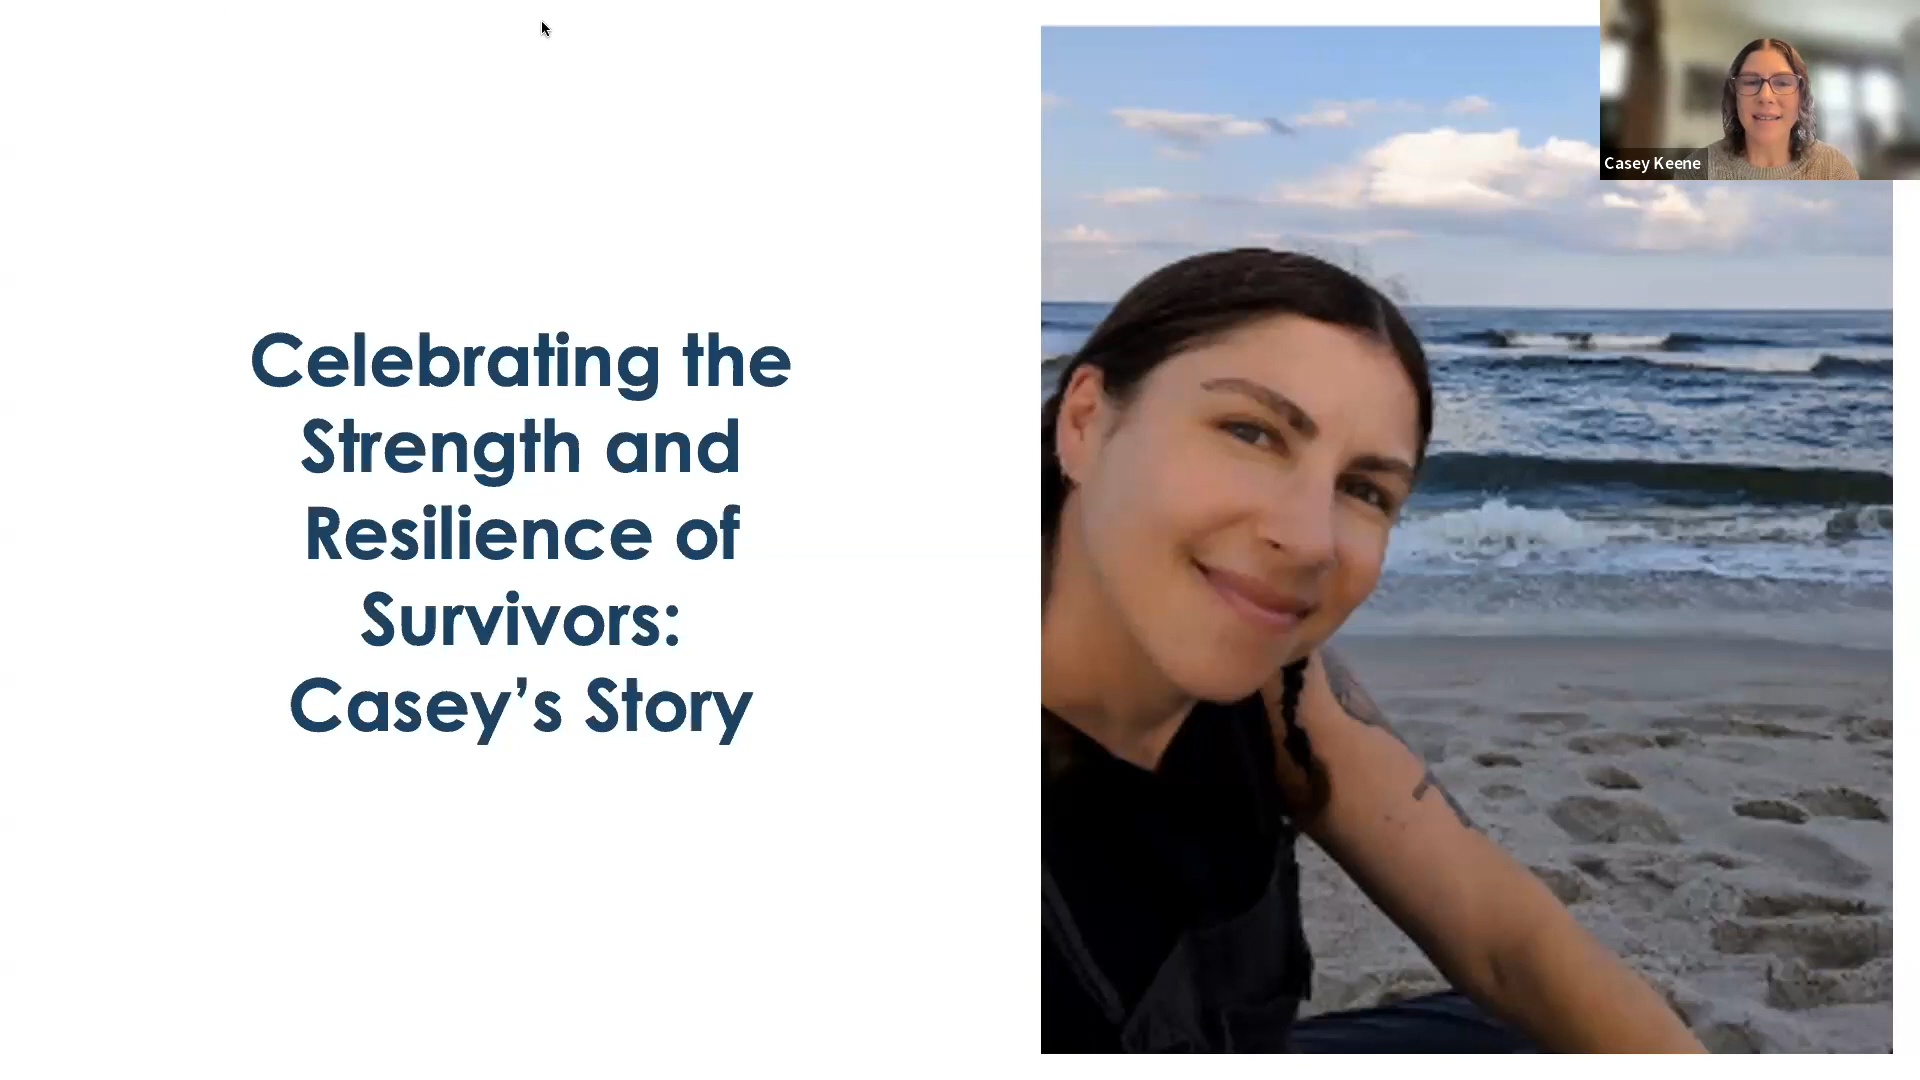 Celebrating the
Strength and
Resilience of
Survivors:
Casey’s Story
Casey Keene